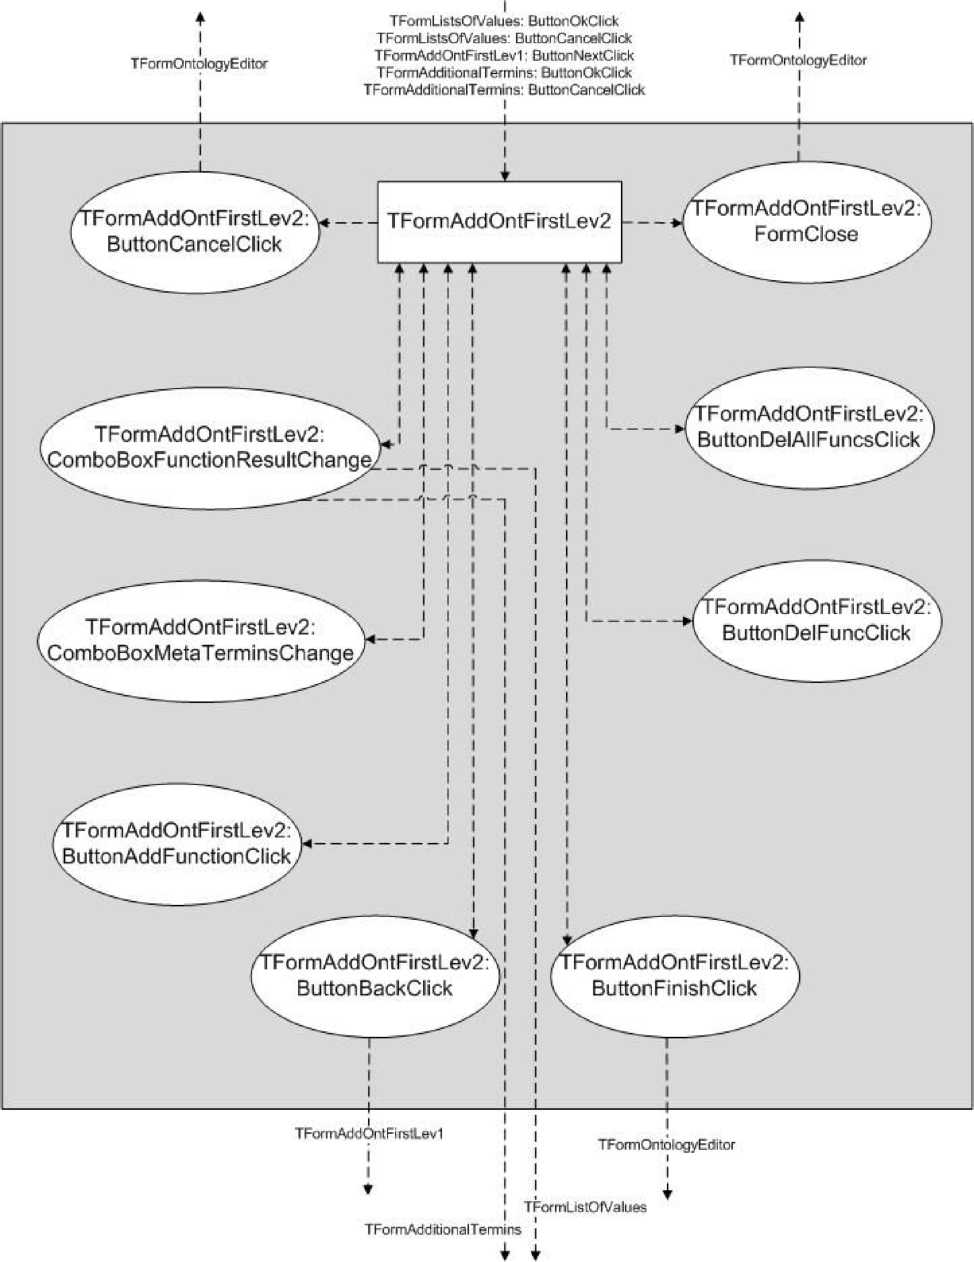 TFormListsOfValues: ButtonOkClick
TFormListsOfValues: ButtonCancelClick
TFormAddOntFirstLev1: ButtonNextClick
TFormAdditionalTermins: ButtonOkClick
TFormAdditionalTermins: ButtonCancelClick
TFormOntologyEditor
TFormOntologyEditor
TFormAddOntFirstLev2:
ButtonCancelClick
TFormAddOntFirstLev2
TFormAddOntFirstLev2:
FormClose
TFormAddOntFirstLev2:
ComboBoxFunctionResultChange
TFormAddOntFirstLev2:
ButtonDelAllFuncsClick
TFormAddOntFirstLev2:
ComboBoxMetaTerminsChange
TFormAddOntFirstLev2:
ButtonDelFuncClick
TFormAddOntFirstLev2:
ButtonAddFunctionClick
TFormAddOntFirstLev2:
ButtonBackClick
TFormAddOntFirstLev2:
ButtonFinishClick
TFormAddOntFirstLev1
TFormOntologyEditor
TFormListOfValues
TFormAdditionalTermins